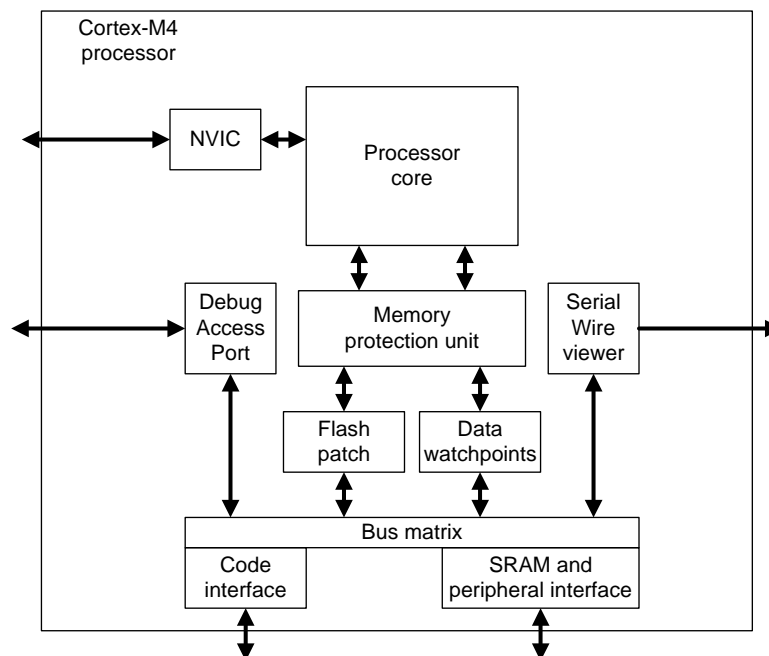 Cortex-M4
processor
NVIC
Processor
core
Debug
Access
Port
Memory
protection unit
Serial
Wire
viewer
Flash
patch
Data
watchpoints
Bus matrix
Code
interface
SRAM and
peripheral interface